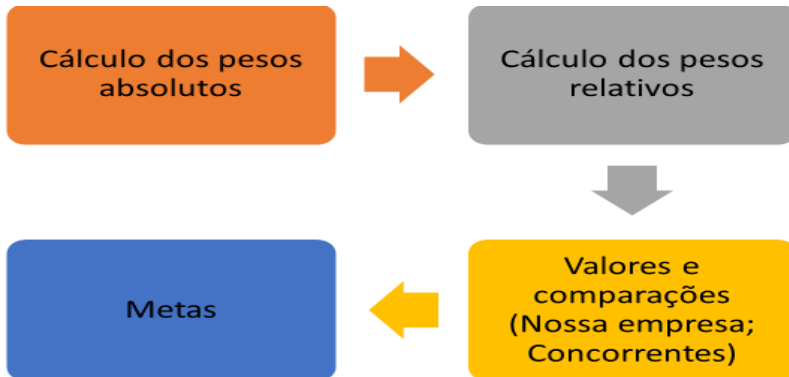 Cálculo dos pesos
absolutos
Cálculo dos pesos
relativos
Valores e
comparações
(Nossa empresa;
Concorrentes)
Metas